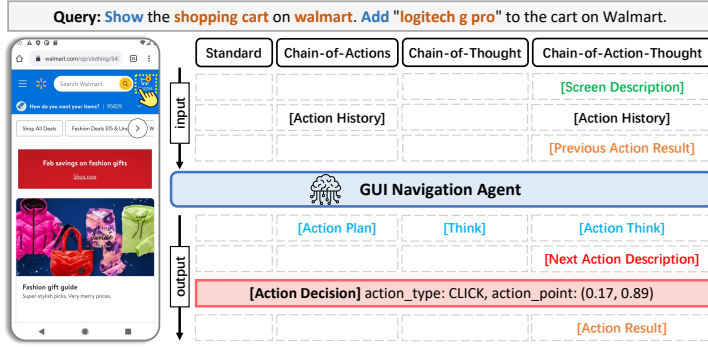 Query: Show the shopping cart on walmart. Add "logitech g pro" to the cart on Walmart.
walmart.com/cp/clothing/54
Search Walmart
How do you want your items? | 95829
Shop All Deals
Fashion Deals $15 & Und
Fab savings on fashion gifts
Shop now
Fashion gift guide
Super-stylish picks. Very merry prices.
Standard
Chain-of-Actions
Chain-of-Thought
Chain-of-Action-Thought
input
[Screen Description]
[Action History]
[Action History]
[Previous Action Result]
GUI Navigation Agent
output
[Action Plan]
[Think]
[Action Think]
[Next Action Description]
[Action Decision] action_type: CLICK, action_point: (0.17, 0.89)
[Action Result]